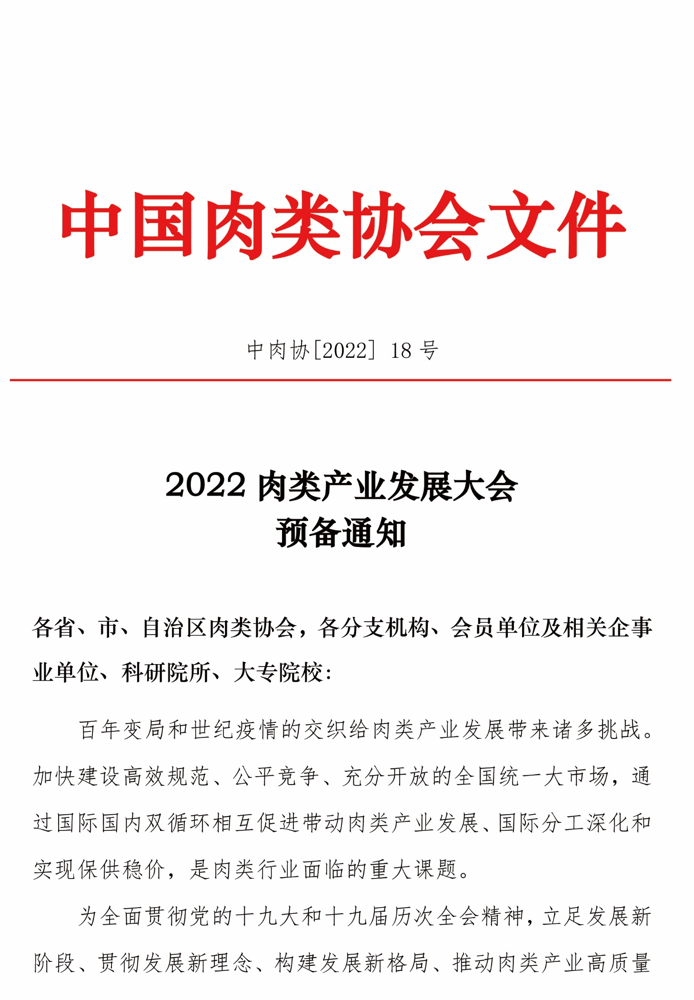 中国肉类协会文件
中肉协[2022] 18 号
2022 肉类产业发展大会
预备通知
各省、市、自治区肉类协会，各分支机构、会员单位及相关企事
业单位、科研院所、大专院校：
百年变局和世纪疫情的交织给肉类产业发展带来诸多挑战。
加快建设高效规范、公平竞争、充分开放的全国统一大市场，通
过国际国内双循环相互促进带动肉类产业发展、国际分工深化和
实现保供稳价，是肉类行业面临的重大课题。
为全面贯彻党的十九大和十九届历次全会精神，立足发展新
阶段、贯彻发展新理念、构建发展新格局、推动肉类产业高质量